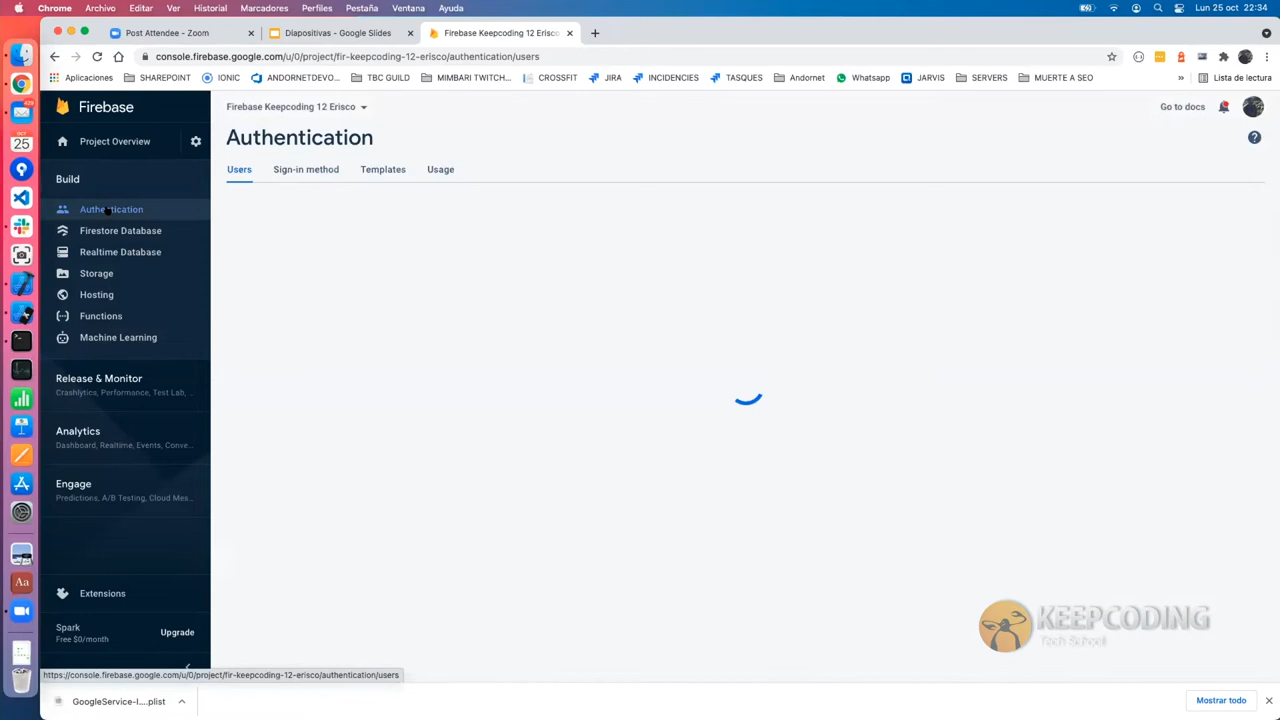 Chrome Archivo Editar Ver Historial Marcadores Perfiles Pestaña Ventana Ayuda Lun 25 oct 22:34
Post Attendee - Zoom
Diapositivas - Google Slides
Firebase Keepcoding 12 Erisco
console.firebase.google.com/u/0/project/fir-keepcoding-12-erisco/authentication/users
Aplicaciones SHAREPOINT IONIC ANDORNETDEVO... TBC GUILD MIMBARI TWITCH... CROSSFIT JIRA INCIDENCIES TASQUES Andornet Whatsapp JARVIS SERVERS MUERTE A SEO » Lista de lectura
Firebase
Firebase Keepcoding 12 Erisco
Go to docs
Project Overview
Authentication
Users Sign-in method Templates Usage
Build
Authentication
Firestore Database
Realtime Database
Storage
Hosting
Functions
Machine Learning
Release & Monitor
Crashlytics, Performance, Test Lab, ...
Analytics
Dashboard, Realtime, Events, Conve...
Engage
Predictions, A/B Testing, Cloud Mes...
Extensions
Spark
Free $0/month
Upgrade
KEEPCODING
Tech School
https://console.firebase.google.com/u/0/project/fir-keepcoding-12-erisco/authentication/users
GoogleService-I....plist
Mostrar todo